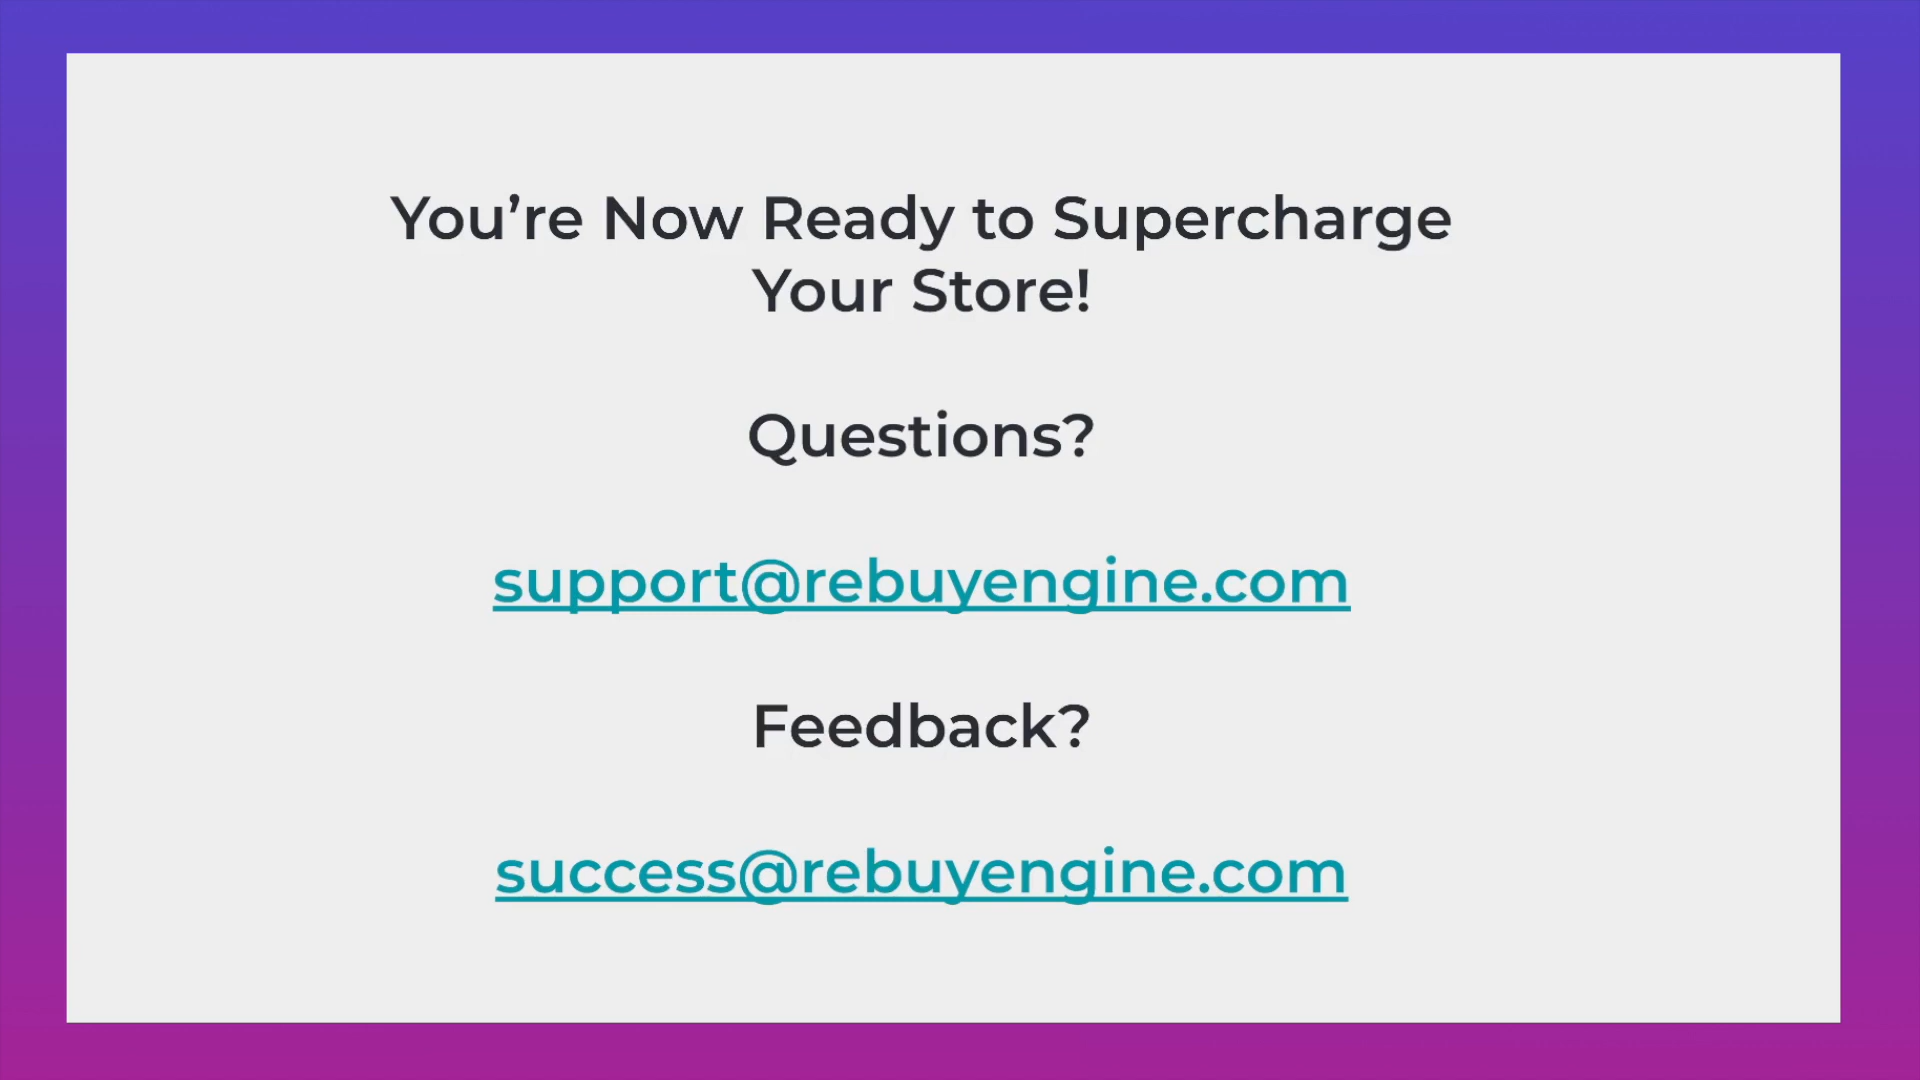 You’re Now Ready to Supercharge
Your Store!
Questions?
support@rebuyengine.com
Feedback?
success@rebuyengine.com